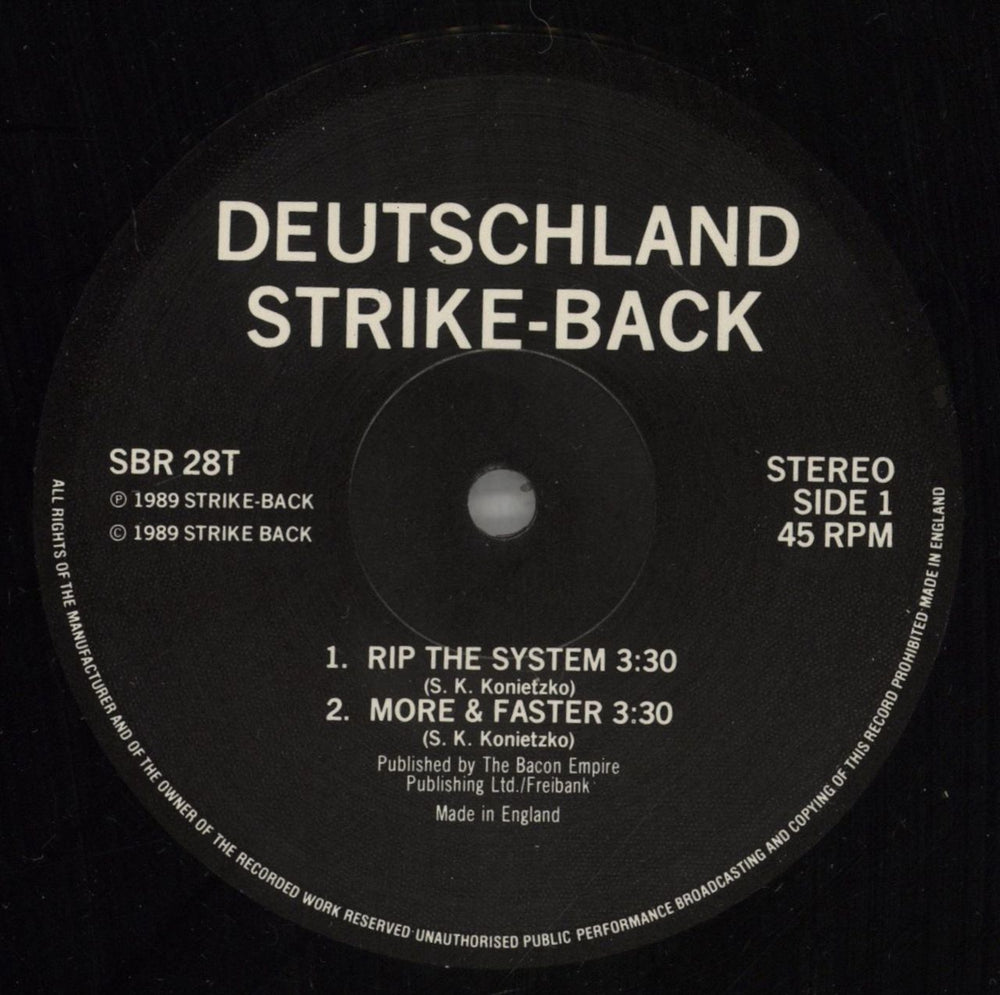 DEUTSCHLAND
STRIKE-BACK
SBR 28T
Ⓟ 1989 STRIKE-BACK
© 1989 STRIKE BACK
STEREO
SIDE 1
45 RPM
1. RIP THE SYSTEM 3:30
(S. K. Konietzko)
2. MORE & FASTER 3:30
(S. K. Konietzko)
Published by The Bacon Empire
Publishing Ltd./Freibank
Made in England
ALL RIGHTS OF THE MANUFACTURER AND OF THE OWNER OF THE RECORDED WORK RESERVED·UNAUTHORISED PUBLIC PERFORMANCE BROADCASTING AND COPYING OF THIS RECORD PROHIBITED·MADE IN ENGLAND